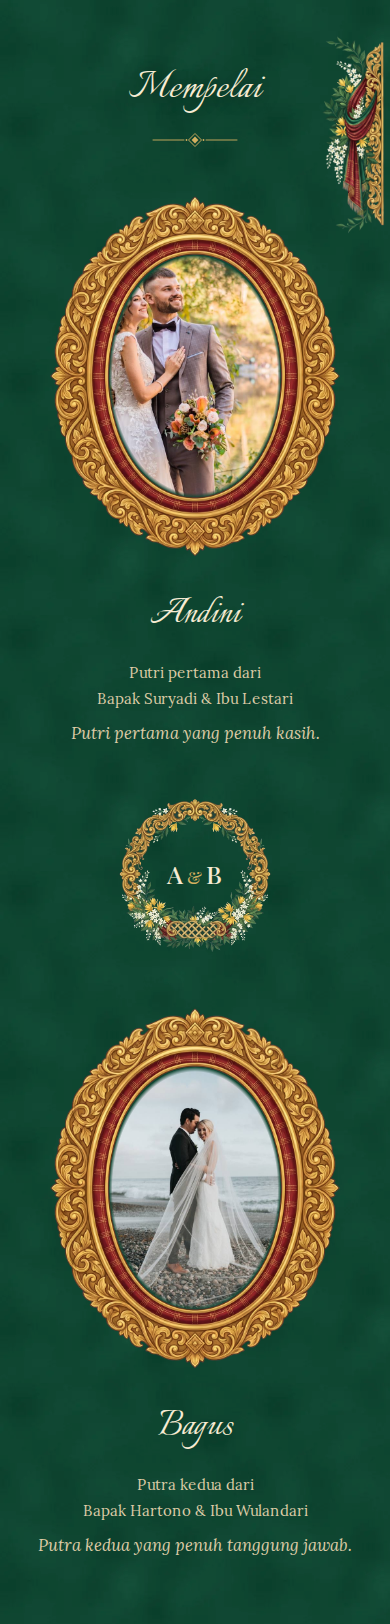 Mempelai
Andini
Putri pertama dari
Bapak Suryadi & Ibu Lestari
Putri pertama yang penuh kasih.
A & B
Bagus
Putra kedua dari
Bapak Hartono & Ibu Wulandari
Putra kedua yang penuh tanggung jawab.